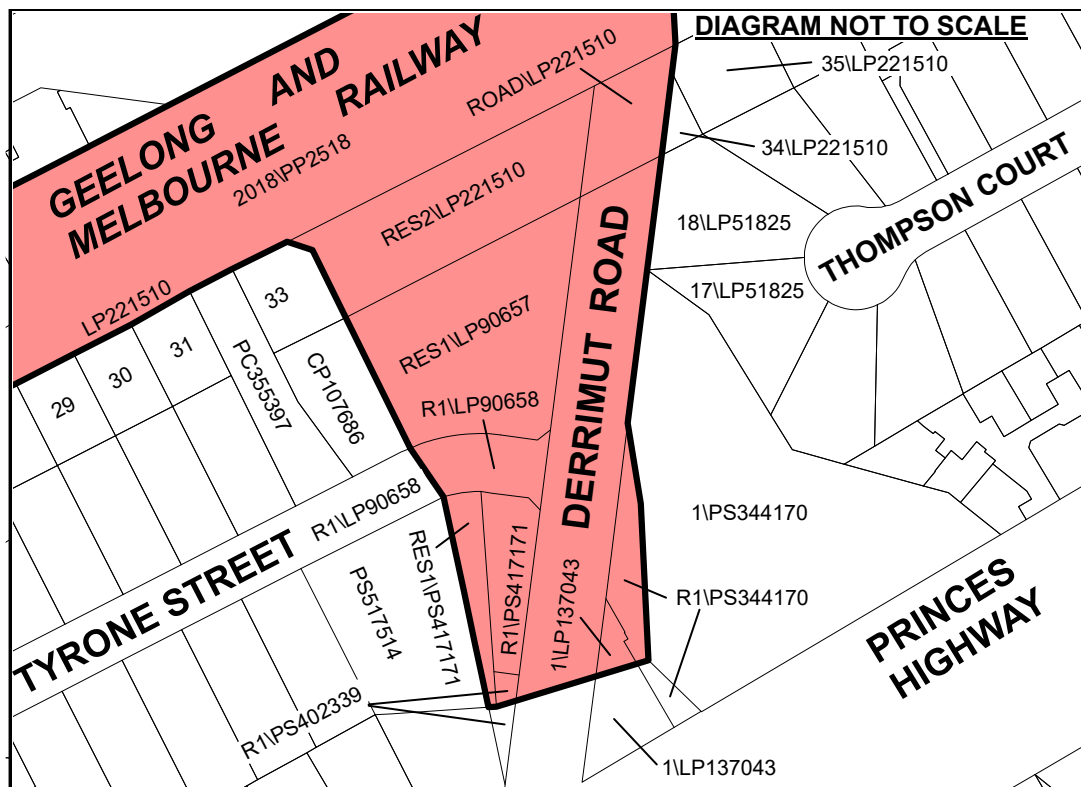 DIAGRAM NOT TO SCALE
GEELONG AND
MELBOURNE RAILWAY
2018\PP2518
ROAD\LP221510
35\LP221510
34\LP221510
RES2\LP221510
18\LP51825
THOMPSON COURT
17\LP51825
LP221510
33
31
30
29
PC355397
CP107686
RES1\LP90657
DERRIMUT ROAD
R1\LP90658
R1\LP90658
TYRONE STREET
PS517514
RES1\PS417171
R1\PS417171
1\LP137043
1\PS344170
R1\PS344170
PRINCES
HIGHWAY
R1\PS402339
1\LP137043